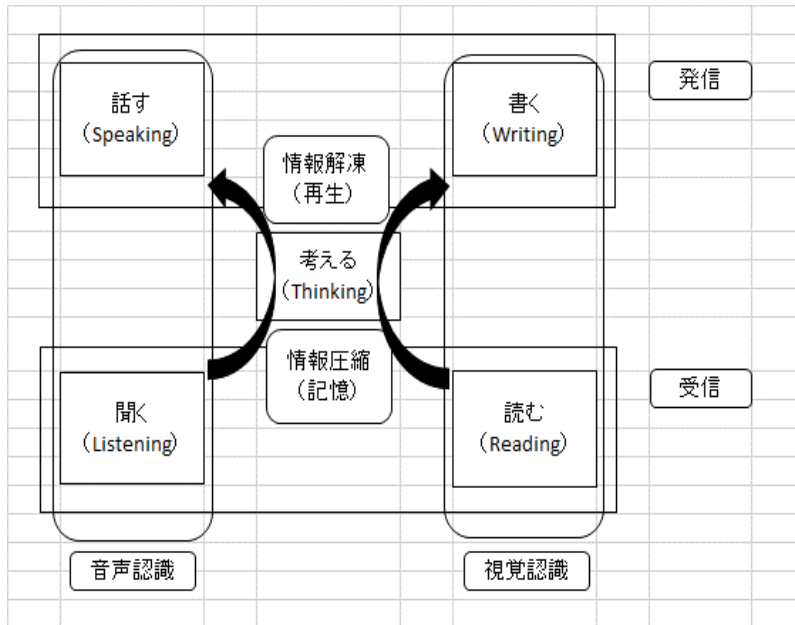 話す
(Speaking)
書く
(Writing)
発信
情報解凍
(再生)
考える
(Thinking)
情報圧縮
(記憶)
聞く
(Listening)
読む
(Reading)
受信
音声認識
視覚認識